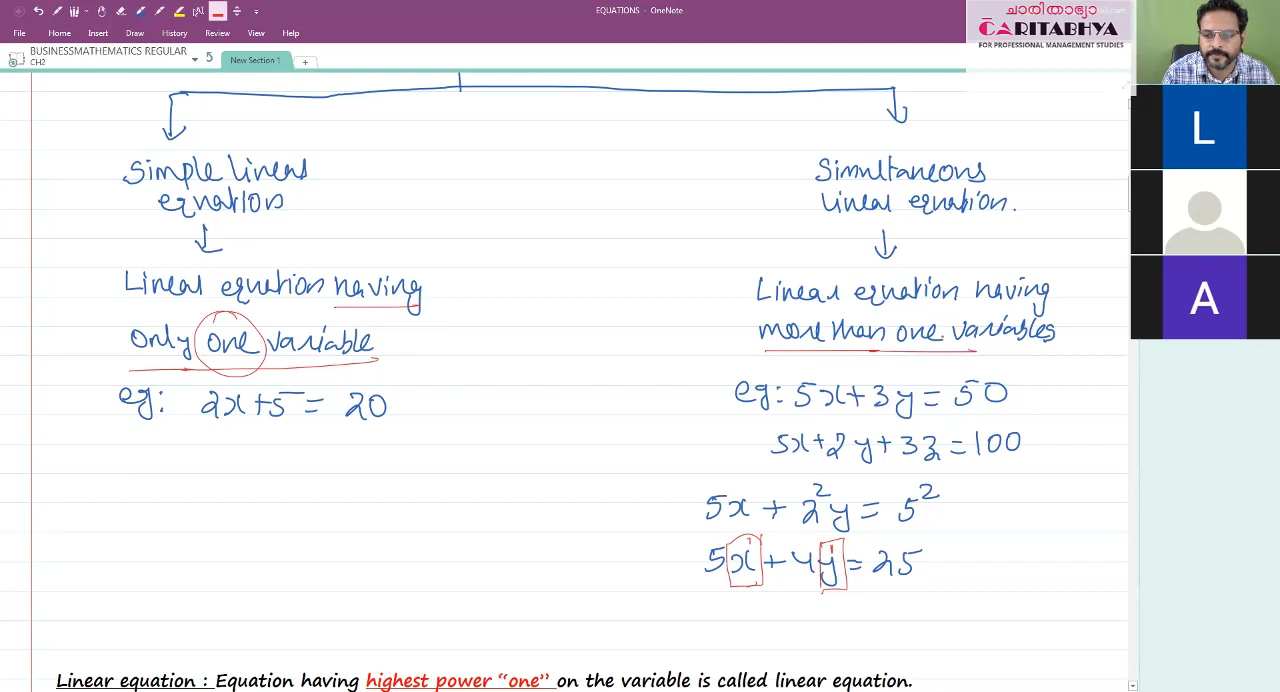 EQUATIONS - OneNote
ചാരിതാഭ്യാ
CARITABHYA
FOR PROFESSIONAL MANAGEMENT STUDIES
File Home Insert Draw History Review View Help
BUSINESSMATHEMATICS REGULAR
CH2
New Section 1
+
Simple linear
equation
Linear equation having
Only one variable
eg: 2x+5 = 20
Simultaneous
linear equation.
Linear equation having
more than one variables
eg: 5x+3y = 50
5x+2y+3z = 100
5x + 2²y = 5²
5x + 4y = 25
L
A
Linear equation : Equation having highest power “one” on the variable is called linear equation.